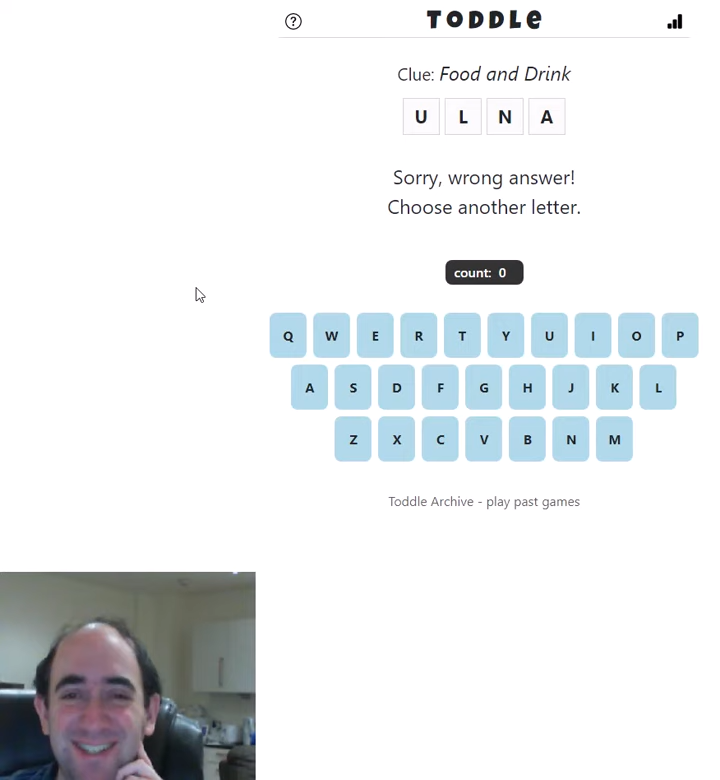 ?
TODDLe
Clue: Food and Drink
U L N A
Sorry, wrong answer!
Choose another letter.
count: 0
Q W E R T Y U I O P
A S D F G H J K L
Z X C V B N M
Toddle Archive - play past games